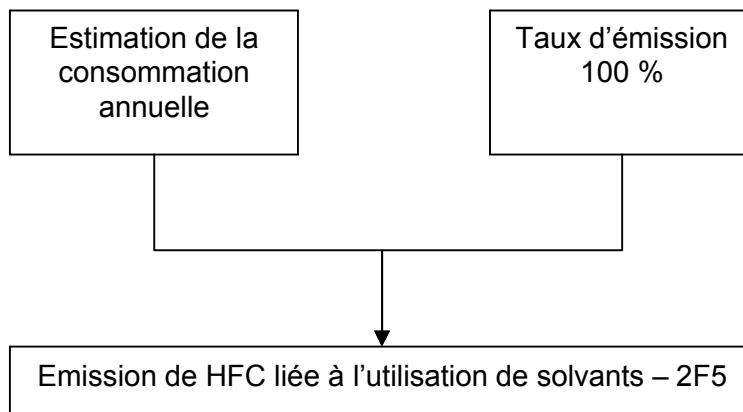 Estimation de la
consommation
annuelle
Taux d’émission
100 %
Emission de HFC liée à l’utilisation de solvants – 2F5